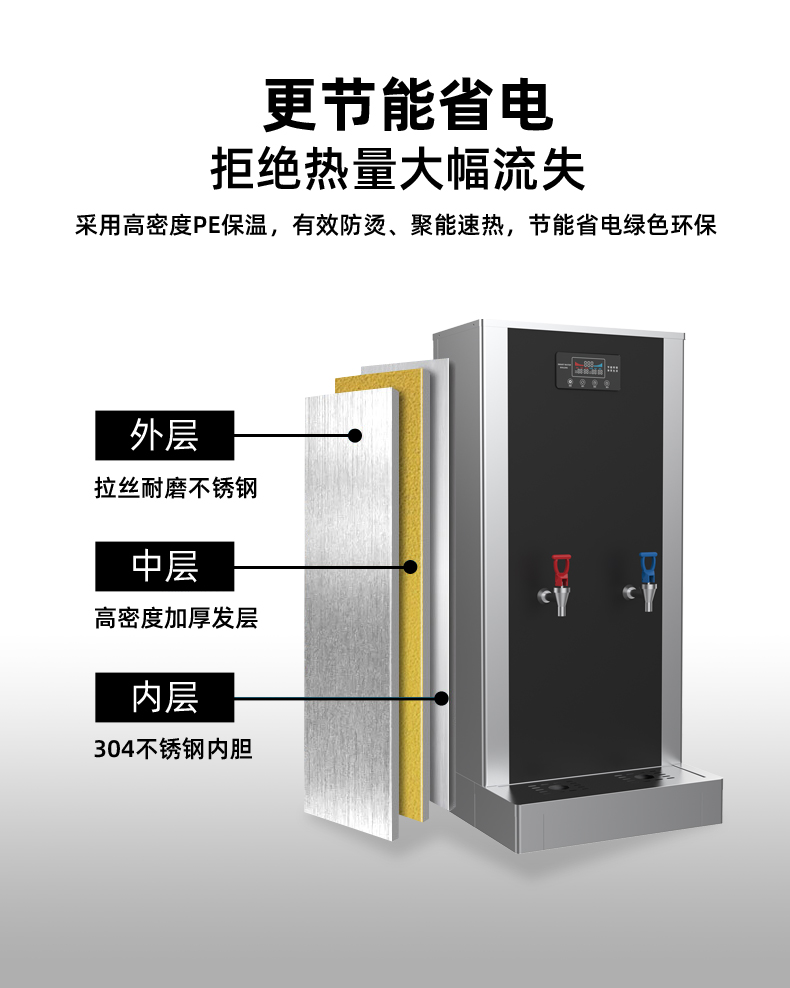 更节能省电
拒绝热量大幅流失
采用高密度PE保温，有效防烫、聚能速热，节能省电绿色环保
外层
拉丝耐磨不锈钢
中层
高密度加厚发层
内层
304不锈钢内胆